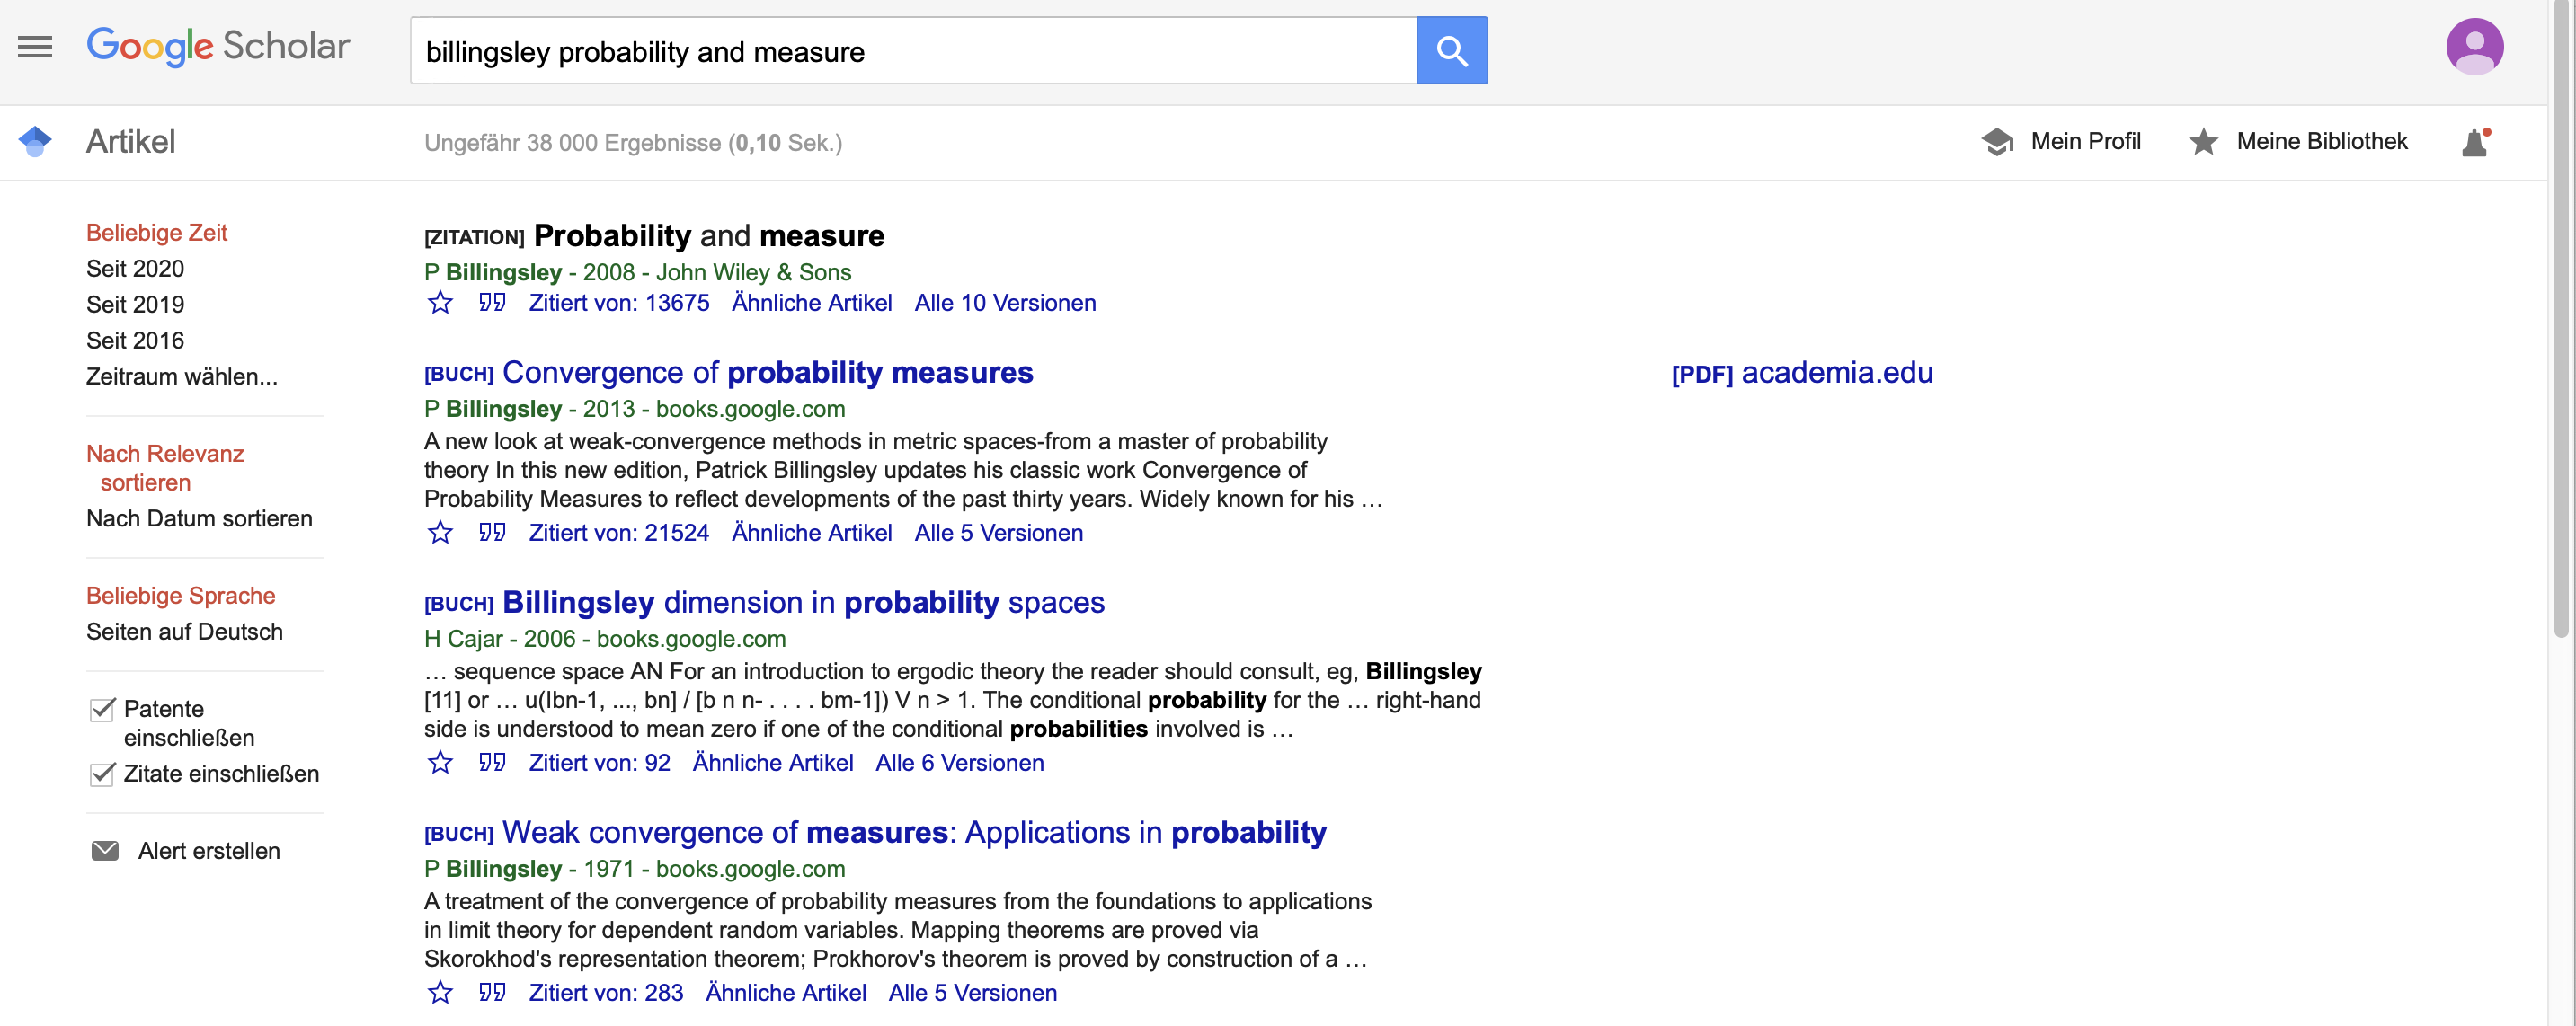 Google Scholar
billingsley probability and measure
Artikel
Ungefähr 38 000 Ergebnisse (0,10 Sek.)
Mein Profil
Meine Bibliothek
Beliebige Zeit
Seit 2020
Seit 2019
Seit 2016
Zeitraum wählen...
Nach Relevanz
sortieren
Nach Datum sortieren
Beliebige Sprache
Seiten auf Deutsch
Patente
einschließen
Zitate einschließen
Alert erstellen
[ZITATION] Probability and measure
P Billingsley - 2008 - John Wiley & Sons
Zitiert von: 13675 Ähnliche Artikel Alle 10 Versionen
[BUCH] Convergence of probability measures
P Billingsley - 2013 - books.google.com
A new look at weak-convergence methods in metric spaces-from a master of probability
theory In this new edition, Patrick Billingsley updates his classic work Convergence of
Probability Measures to reflect developments of the past thirty years. Widely known for his …
Zitiert von: 21524 Ähnliche Artikel Alle 5 Versionen
[PDF] academia.edu
[BUCH] Billingsley dimension in probability spaces
H Cajar - 2006 - books.google.com
… sequence space AN For an introduction to ergodic theory the reader should consult, eg, Billingsley
[11] or … u(Ibn-1, ..., bn] / [b n n- . . . . bm-1]) V n > 1. The conditional probability for the … right-hand
side is understood to mean zero if one of the conditional probabilities involved is …
Zitiert von: 92 Ähnliche Artikel Alle 6 Versionen
[BUCH] Weak convergence of measures: Applications in probability
P Billingsley - 1971 - books.google.com
A treatment of the convergence of probability measures from the foundations to applications
in limit theory for dependent random variables. Mapping theorems are proved via
Skorokhod's representation theorem; Prokhorov's theorem is proved by construction of a …
Zitiert von: 283 Ähnliche Artikel Alle 5 Versionen